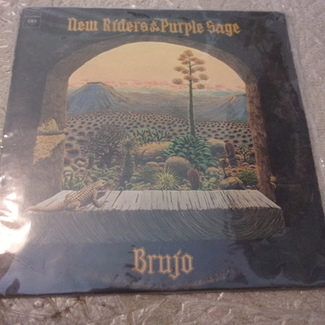 New Riders of the Purple Sage
Brujo